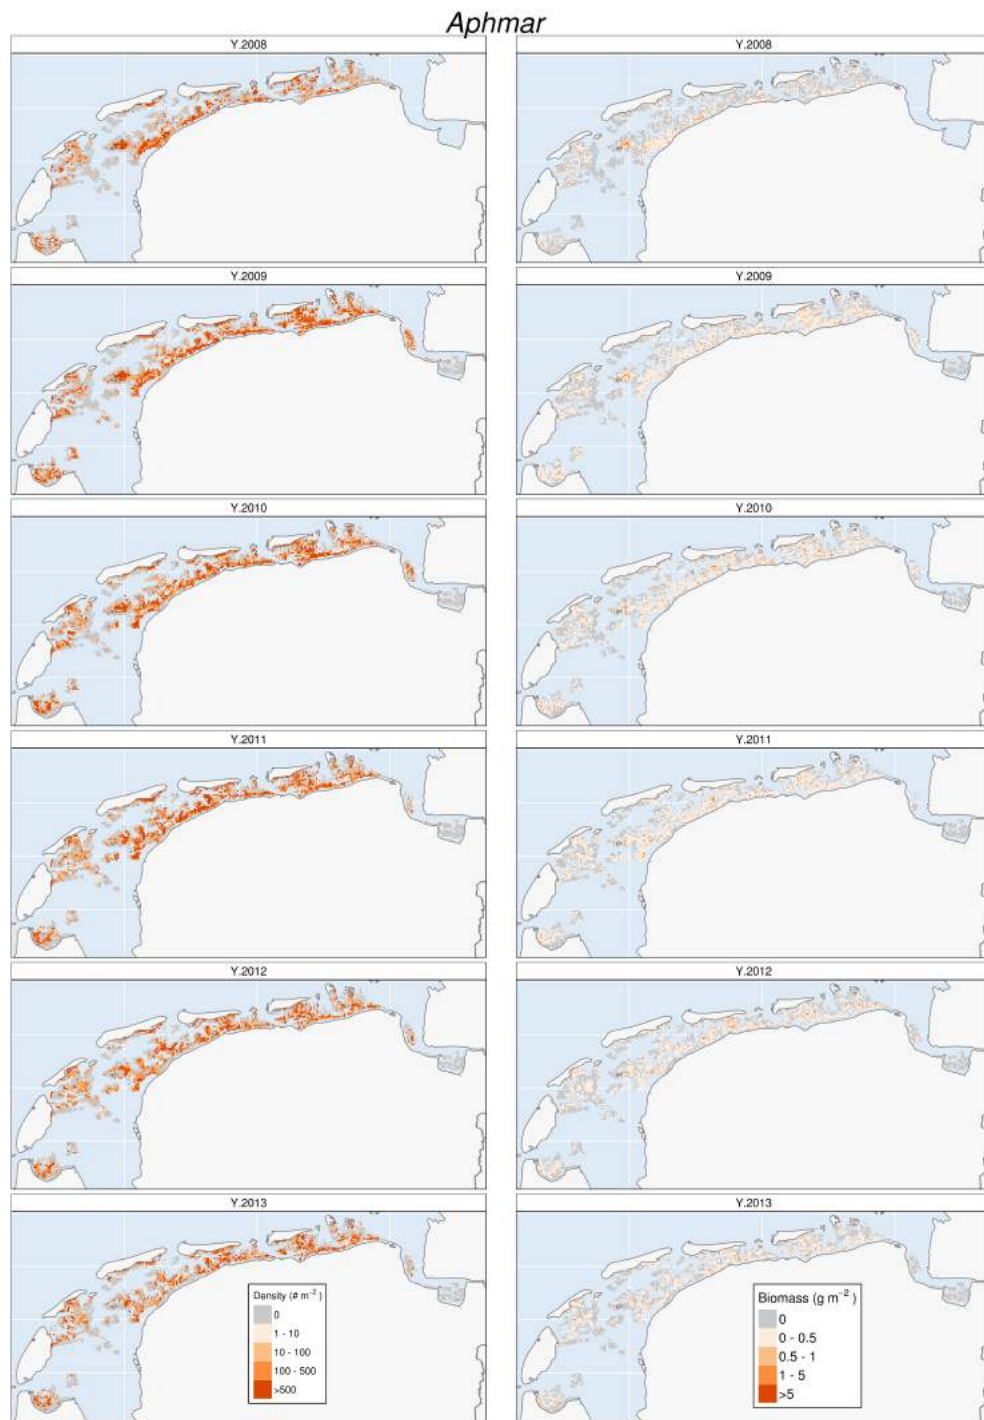 Aphmar
Y.2008
Y.2008
Y.2009
Y.2009
Y.2010
Y.2010
Y.2011
Y.2011
Y.2012
Y.2012
Y.2013
Y.2013
Density (# m⁻²)
0
1 - 10
10 - 100
100 - 500
>500
Biomass (g m⁻²)
0
0 - 0.5
0.5 - 1
1 - 5
>5